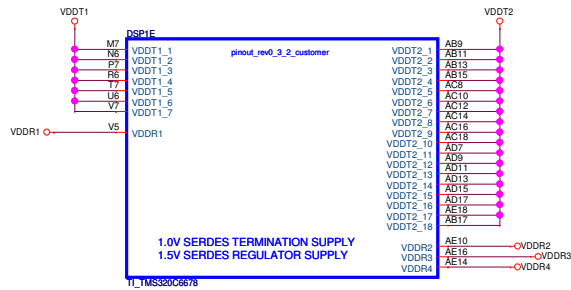 VDDT1
VDDT2
DSP1E
pinout_rev0_3_2_customer
M7 VDDT1_1 VDDT2_1 AB9
N6 VDDT1_2 VDDT2_2 AB11
P7 VDDT1_3 VDDT2_3 AB13
R6 VDDT1_4 VDDT2_4 AB15
T7 VDDT1_5 VDDT2_5 AC8
U6 VDDT1_6 VDDT2_6 AC10
V7 VDDT1_7 VDDT2_7 AC12
VDDT2_8 AC14
VDDR1 V5 VDDR1 VDDT2_9 AC16
VDDT2_10 AC18
VDDT2_11 AD7
VDDT2_12 AD9
VDDT2_13 AD11
VDDT2_14 AD13
VDDT2_15 AD15
VDDT2_16 AD17
VDDT2_17 AE18
VDDT2_18 AB17
1.0V SERDES TERMINATION SUPPLY
1.5V SERDES REGULATOR SUPPLY
VDDR2 AE10 VDDR2
VDDR3 AE16 VDDR3
VDDR4 AE14 VDDR4
TI_TMS320C6678